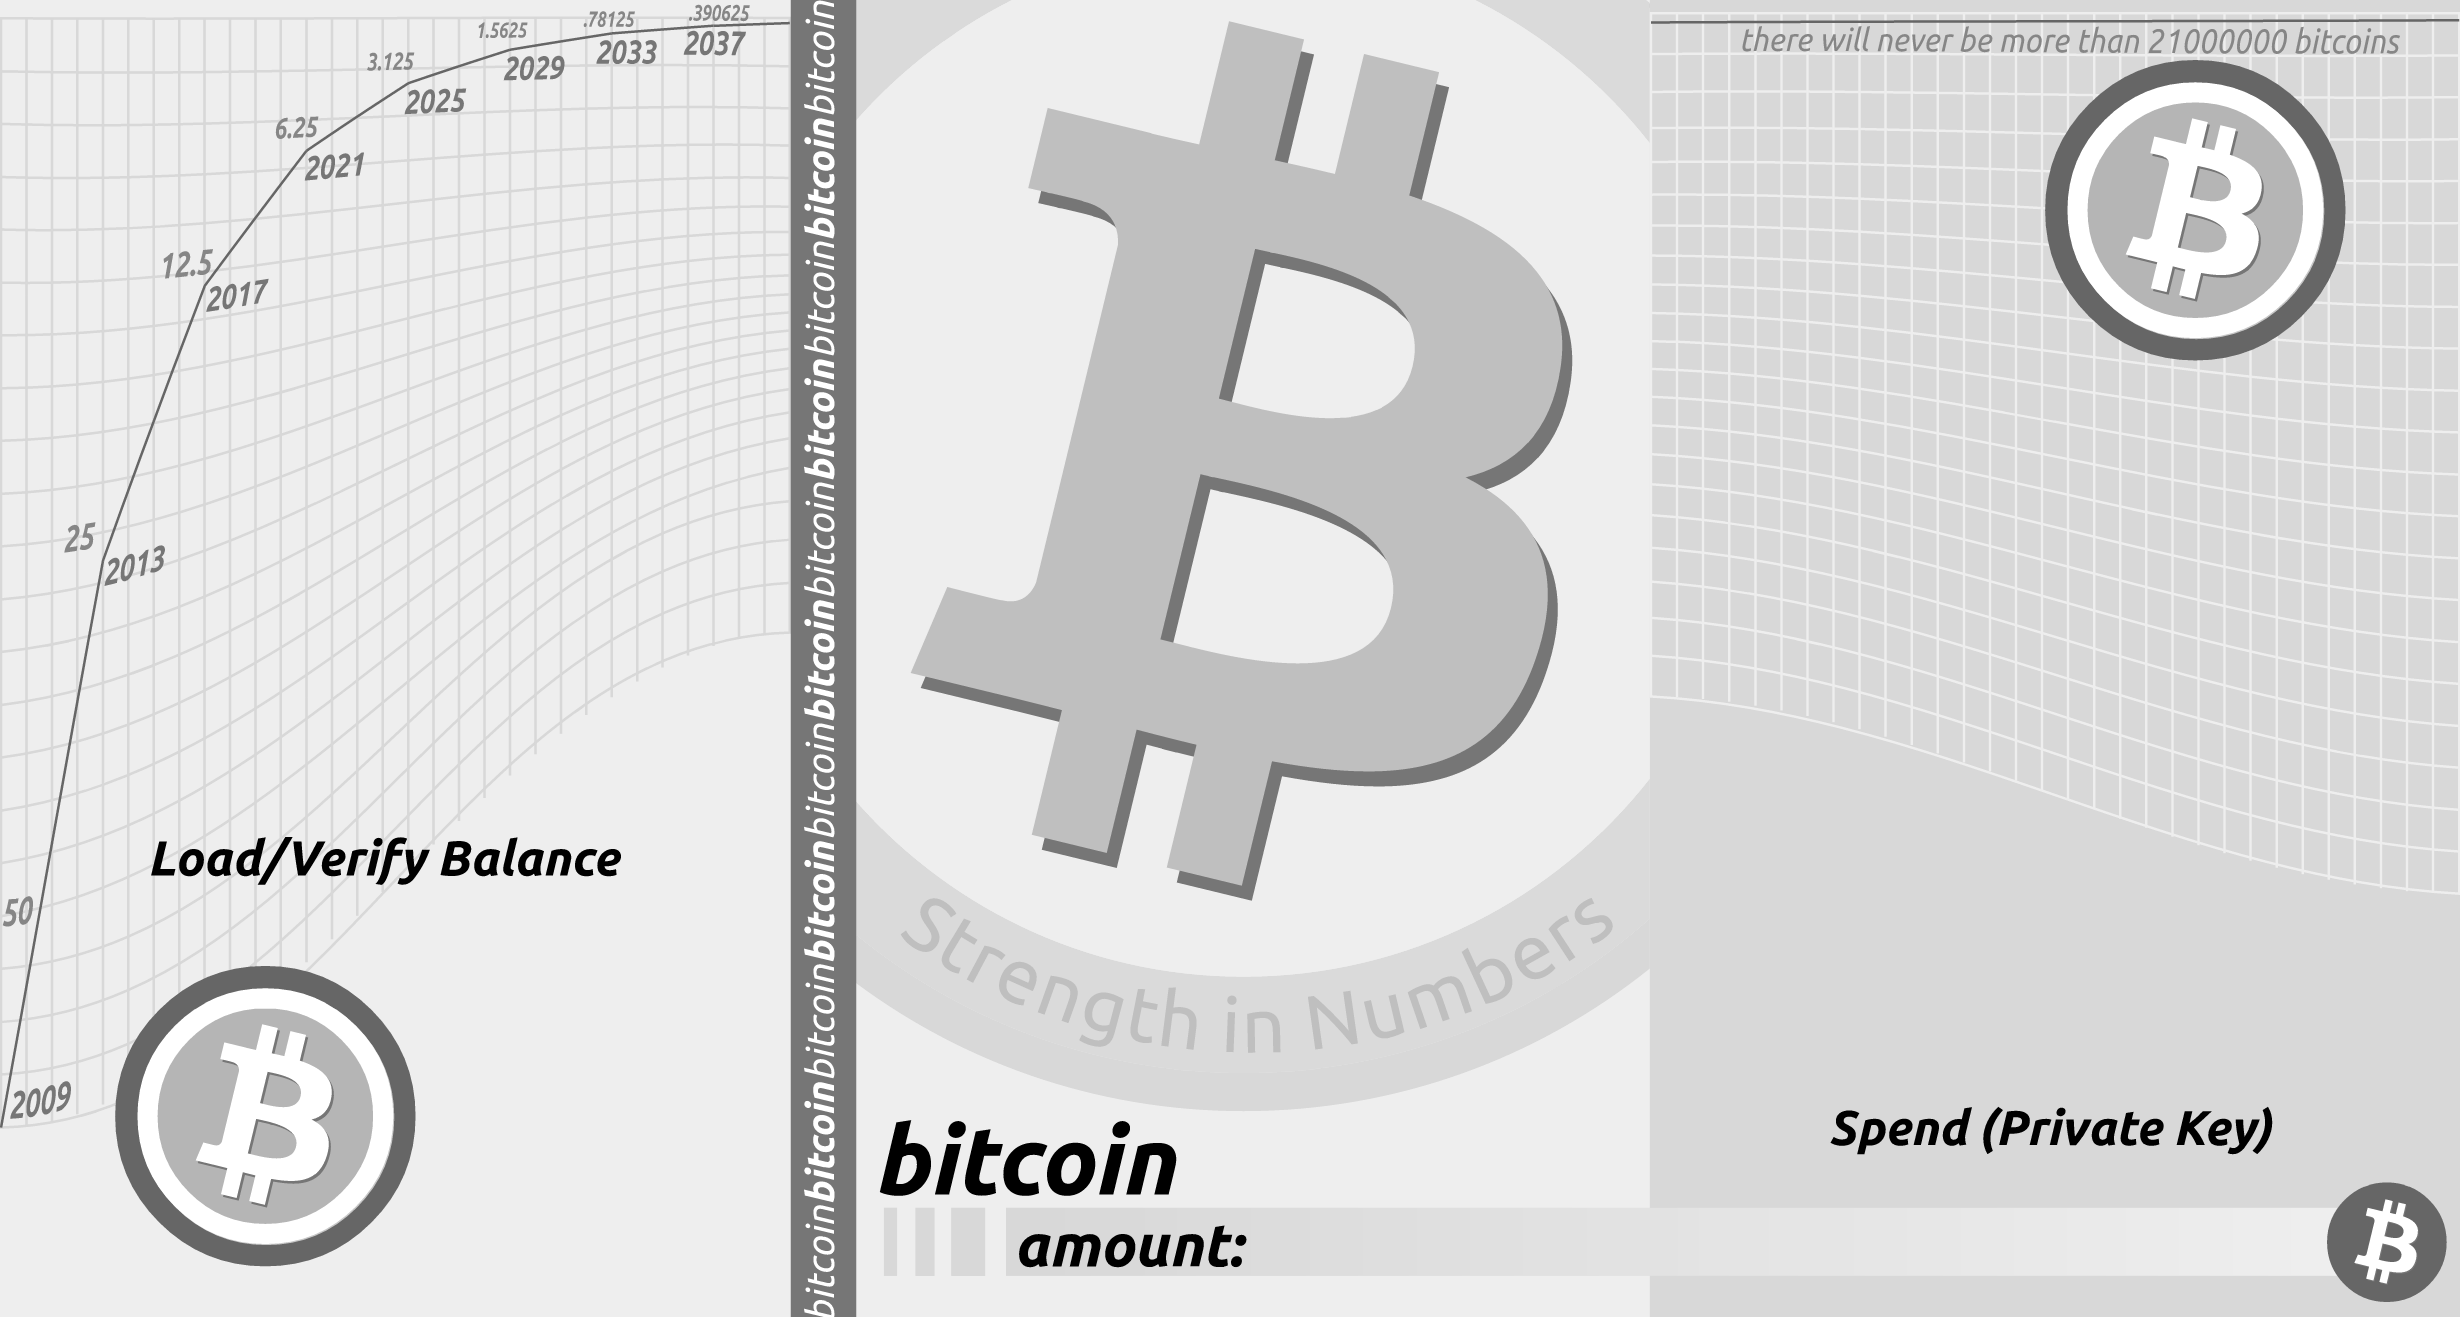 .390625
.78125
1.5625
2037
2033
3.125
2029
2025
6.25
2021
12.5
2017
25
2013
Load/Verify Balance
50
2009
bitcoinbitcoinbitcoinbitcoinbitcoinbitcoinbitcoinbitcoinbitcoinbitcoinbitcoin
Strength in Numbers
bitcoin
amount:
there will never be more than 21000000 bitcoins
Spend (Private Key)